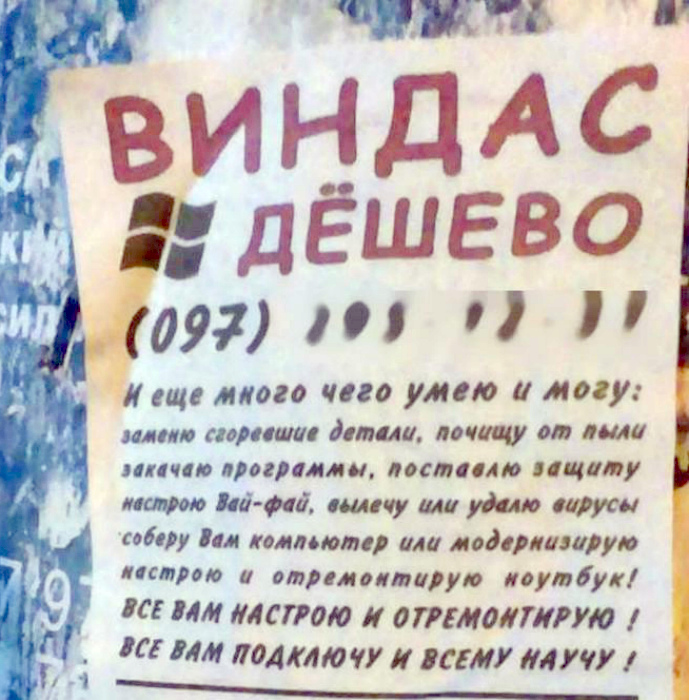 ВИНДАС
ДЁШЕВО
(097)
И еще много чего умею и могу:
заменю сгоревшие детали, почищу от пыли
закачаю программы, поставлю защиту
настрою Вай-фай, вылечу или удалю вирусы
соберу Вам компьютер или модернизирую
настрою и отремонтирую ноутбук!
ВСЕ ВАМ НАСТРОЮ И ОТРЕМОНТИРУЮ !
ВСЕ ВАМ ПОДКЛЮЧУ И ВСЕМУ НАУЧУ !